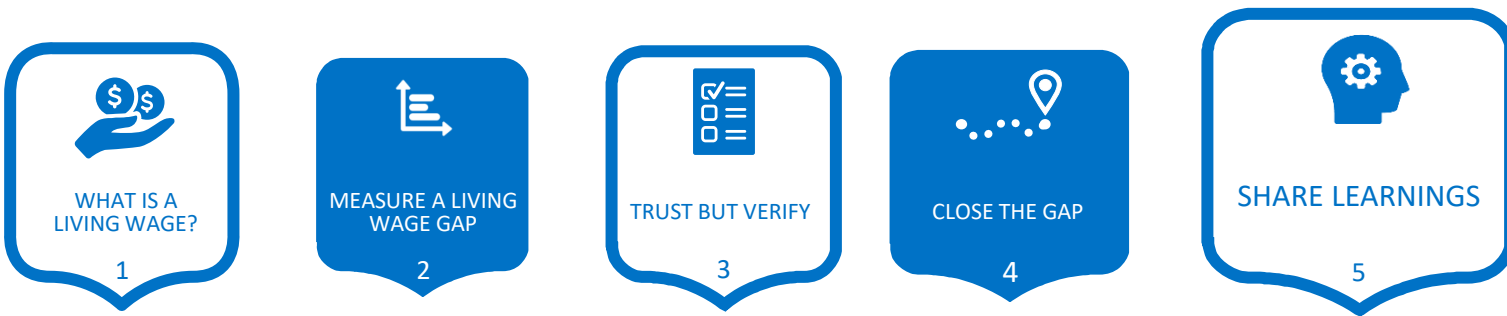 $ $
WHAT IS A
LIVING WAGE?
1
MEASURE A LIVING
WAGE GAP
2
TRUST BUT VERIFY
3
CLOSE THE GAP
4
SHARE LEARNINGS
5